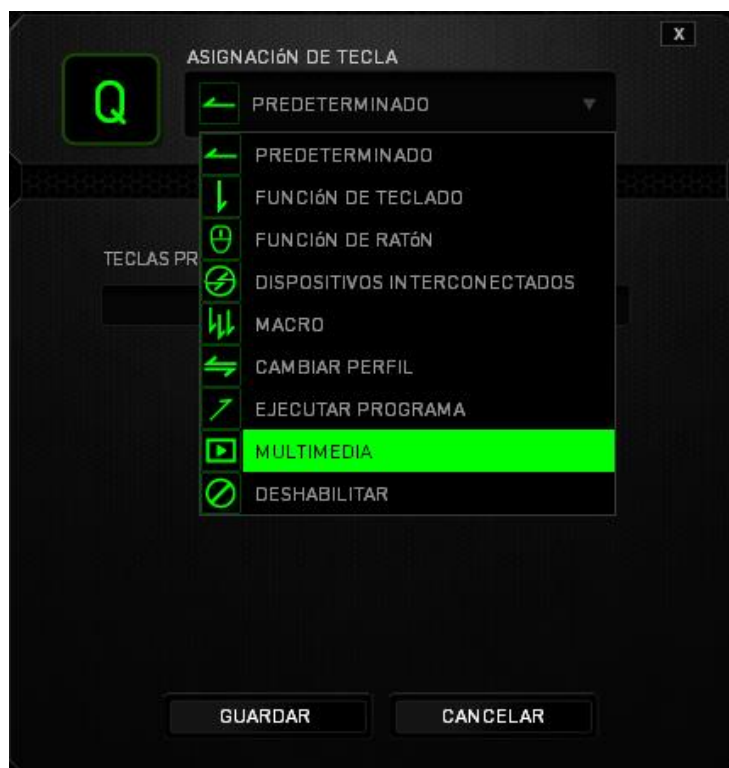 X
ASIGNACIóN DE TECLA
Q
PREDETERMINADO
PREDETERMINADO
FUNCIóN DE TECLADO
FUNCIóN DE RATóN
TECLAS PR
DISPOSITIVOS INTERCONECTADOS
MACRO
CAMBIAR PERFIL
EJECUTAR PROGRAMA
MULTIMEDIA
DESHABILITAR
GUARDAR
CANCELAR